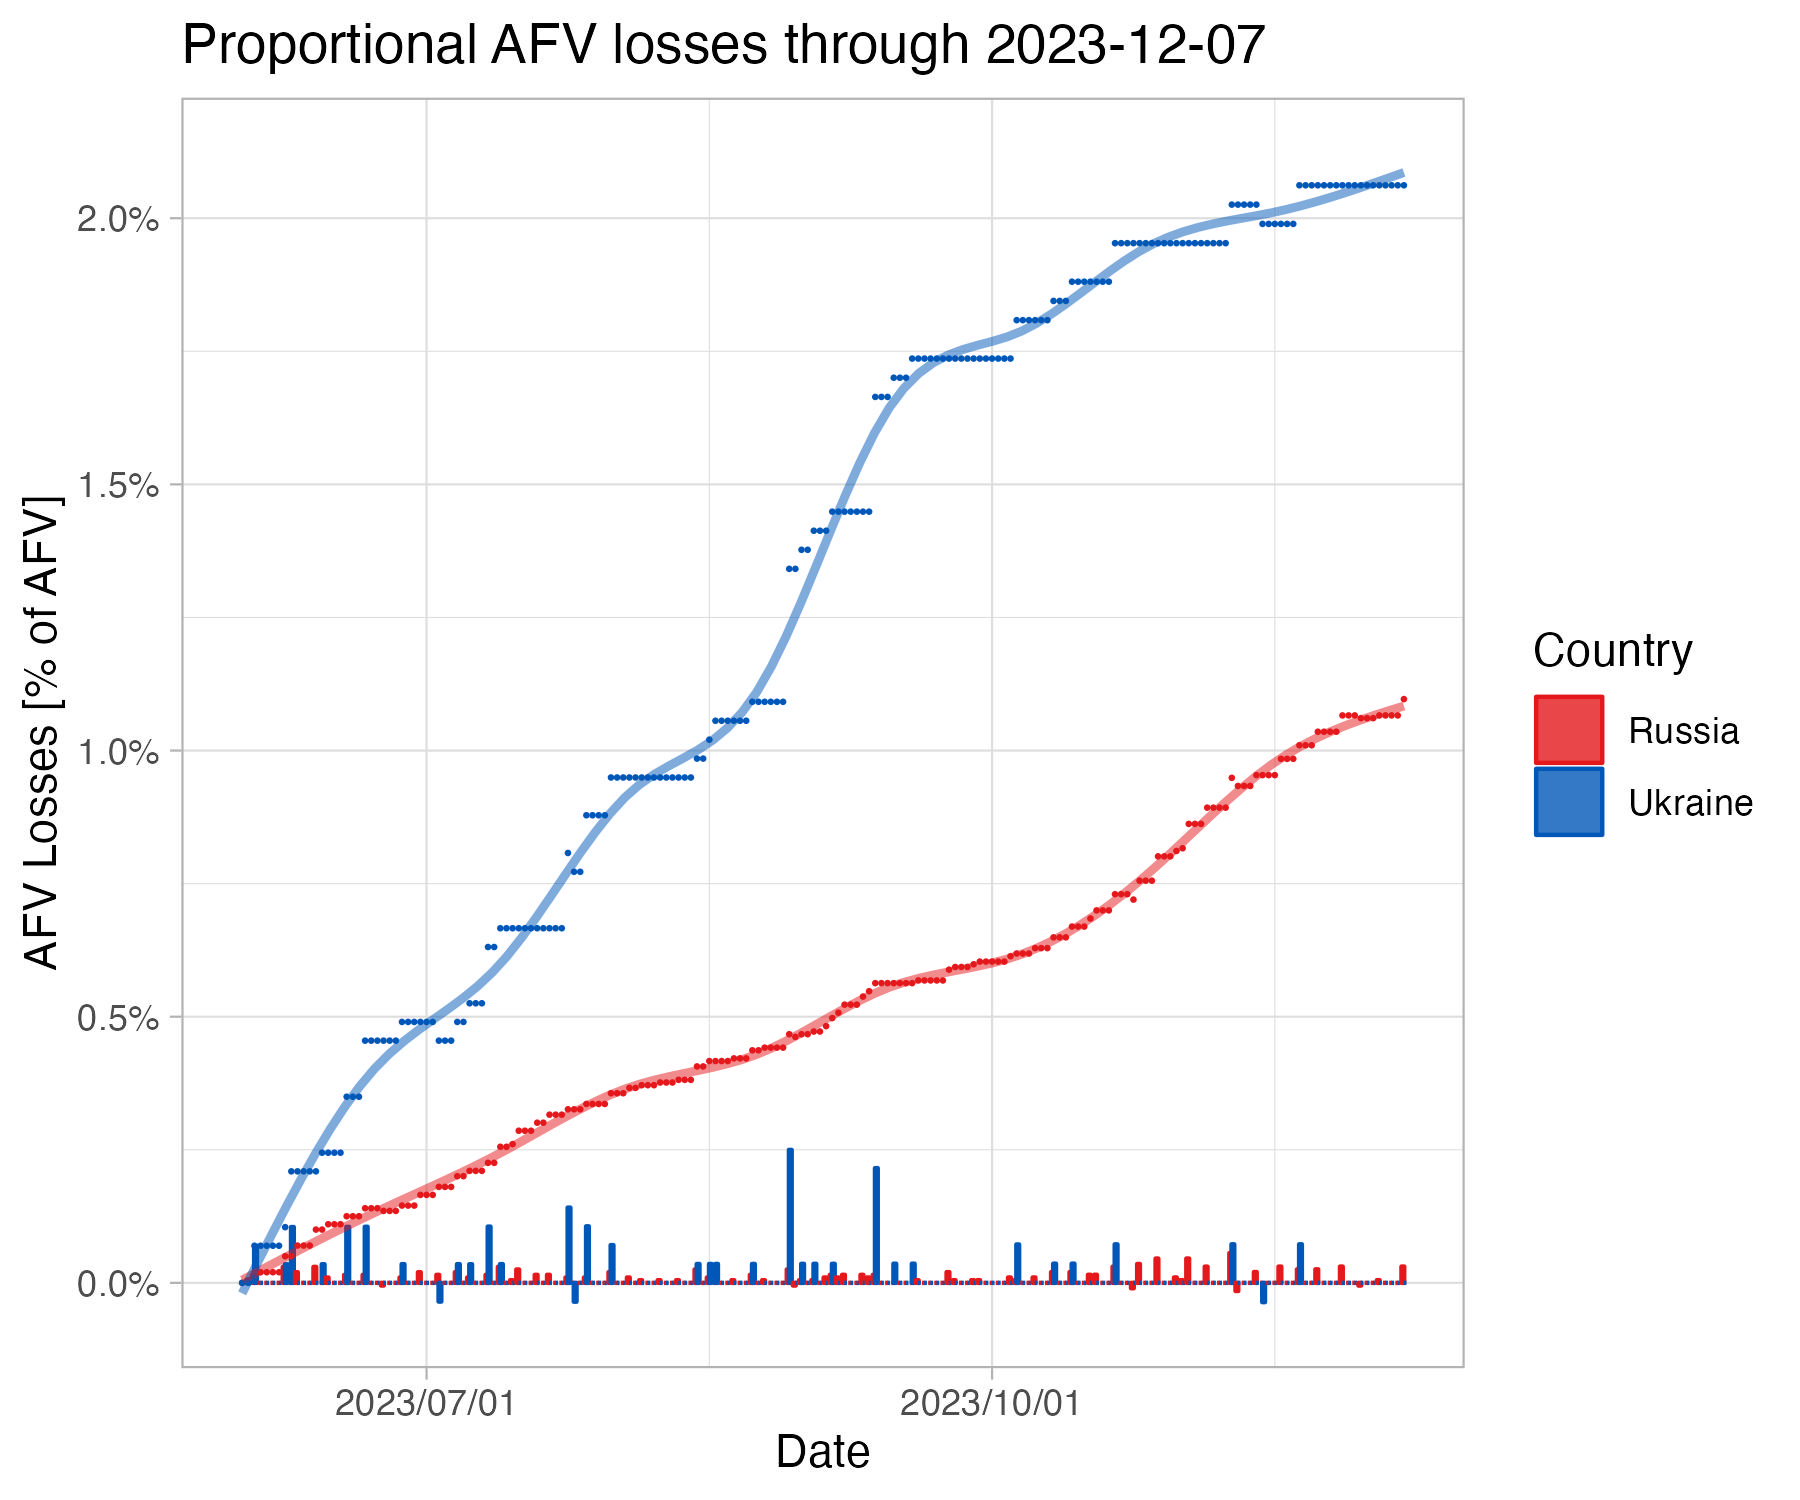 Proportional AFV losses through 2023-12-07
AFV Losses [% of AFV]
2.0%
1.5%
1.0%
0.5%
0.0%
2023/07/01
2023/10/01
Date
Country
Russia
Ukraine